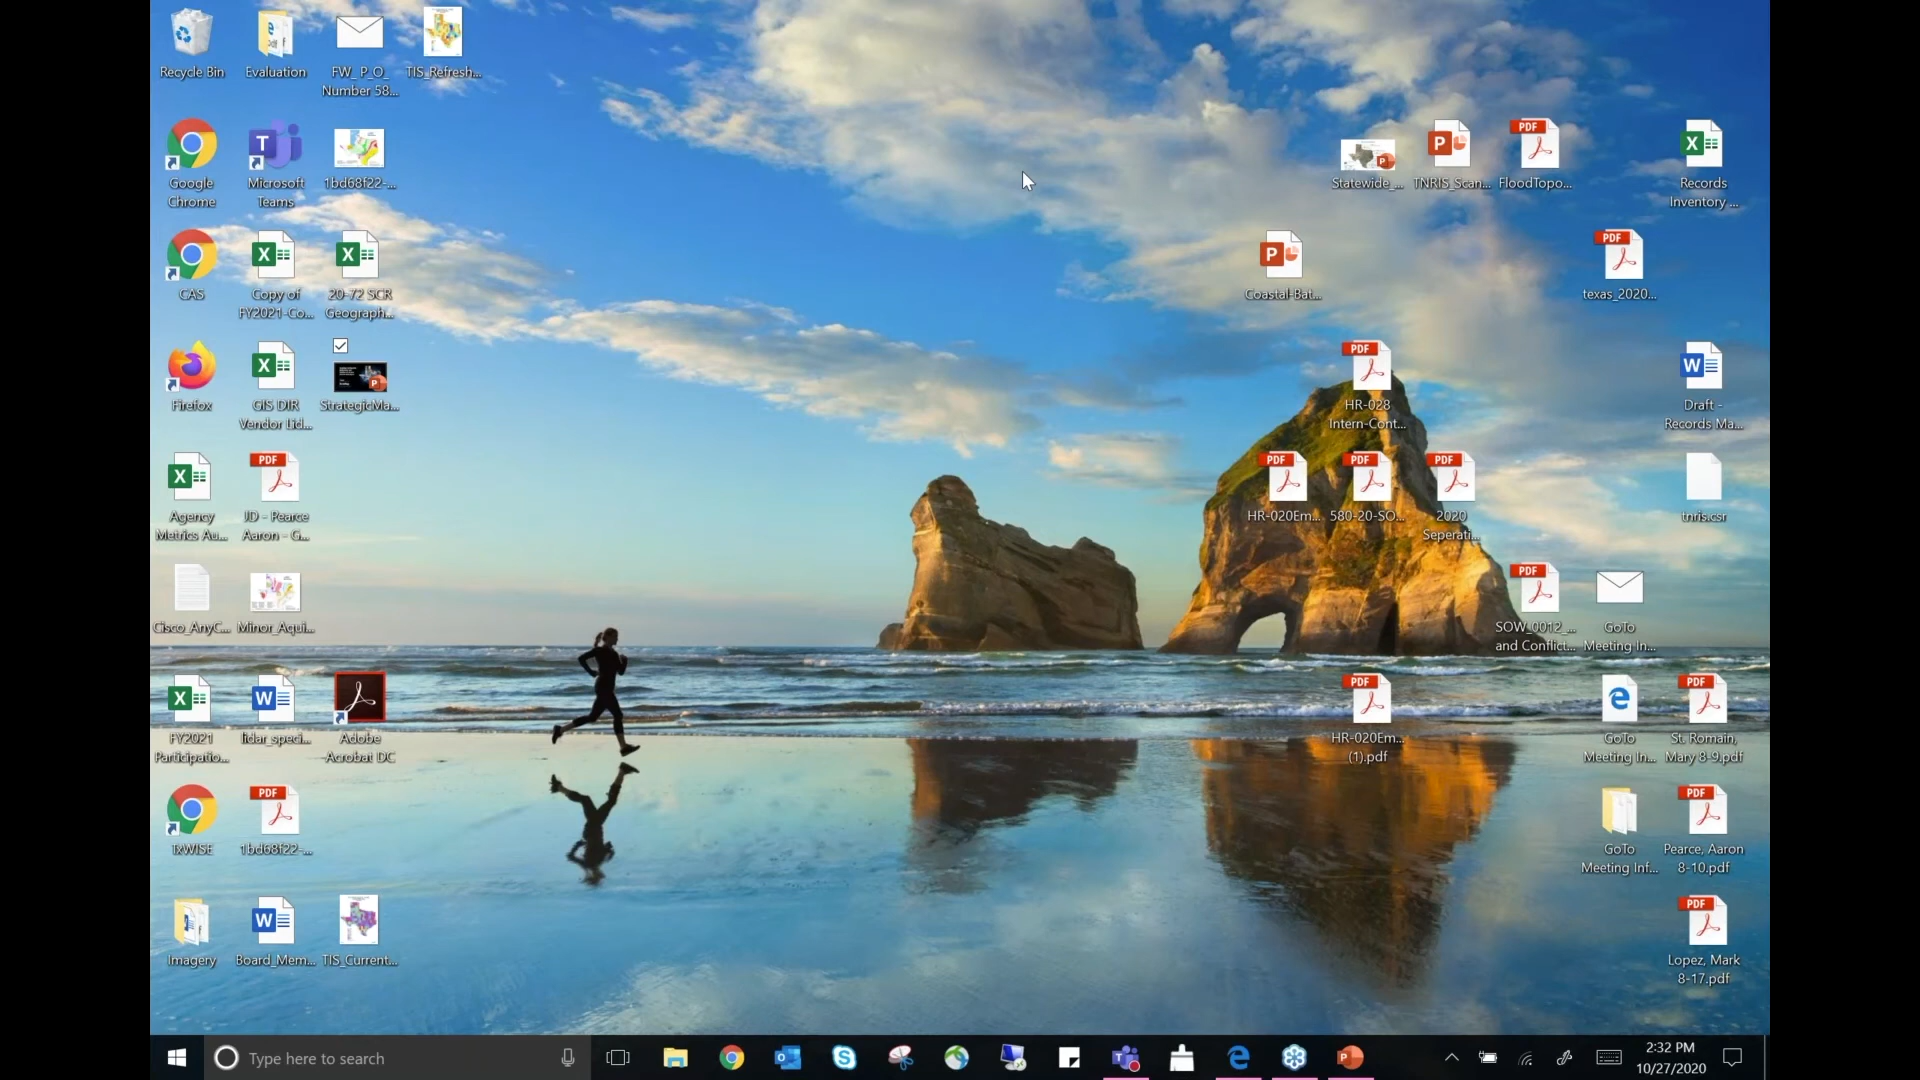 Recycle Bin
Evaluation
FW_ P_O_
Number 58...
TIS_Refresh...
Google
Chrome
Microsoft
Teams
1bd68f22-...
Statewide_...
TNRIS_Scan...
FloodTopo...
Records
Inventory ...
CAS
Copy of
FY2021-Co...
20-72 SCR
Geograph...
Coastal-Bat...
texas_2020...
Firefox
GIS DIR
Vendor Lid...
StrategicMa...
HR-028
Intern-Cont...
Draft -
Records Ma...
Agency
Metrics Au...
JD - Pearce
Aaron - G...
HR-020Em...
580-20-SO...
2020
Seperati...
tnris.csr
Cisco_AnyC...
Minor_Aqui...
SOW_0012_...
and Conflict...
GoTo
Meeting In...
FY2021
Participatio...
lidar_speci...
Adobe
Acrobat DC
HR-020Em...
(1).pdf
GoTo
Meeting In...
St. Romain,
Mary 8-9.pdf
TxWISE
1bd68f22-...
GoTo
Meeting Inf...
Pearce, Aaron
8-10.pdf
Imagery
Board_Mem...
TIS_Current...
Lopez, Mark
8-17.pdf
Type here to search
2:32 PM
10/27/2020